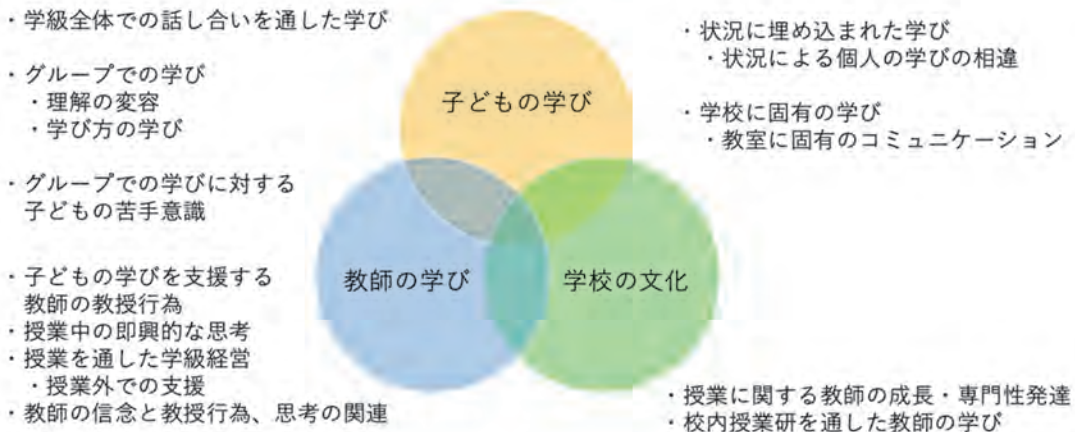 ・学級全体での話し合いを通した学び
・グループでの学び
・理解の変容
・学び方の学び
・グループでの学びに対する
子どもの苦手意識
・子どもの学びを支援する
教師の教授行為
・授業中の即興的な思考
・授業を通した学級経営
・授業外での支援
・教師の信念と教授行為、思考の関連
子どもの学び
教師の学び
学校の文化
・状況に埋め込まれた学び
・状況による個人の学びの相違
・学校に固有の学び
・教室に固有のコミュニケーション
・授業に関する教師の成長・専門性発達
・校内授業研を通した教師の学び